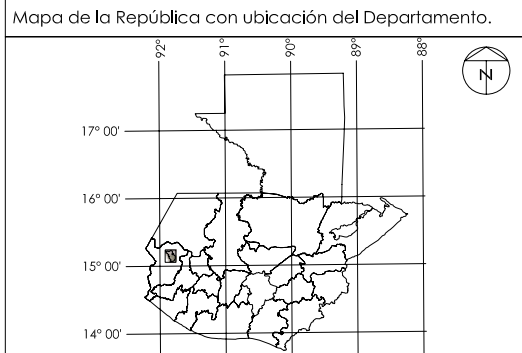 Mapa de la República con ubicación del Departamento.
92° 91° 90° 89° 88°
N
17° 00'
16° 00'
15° 00'
14° 00'